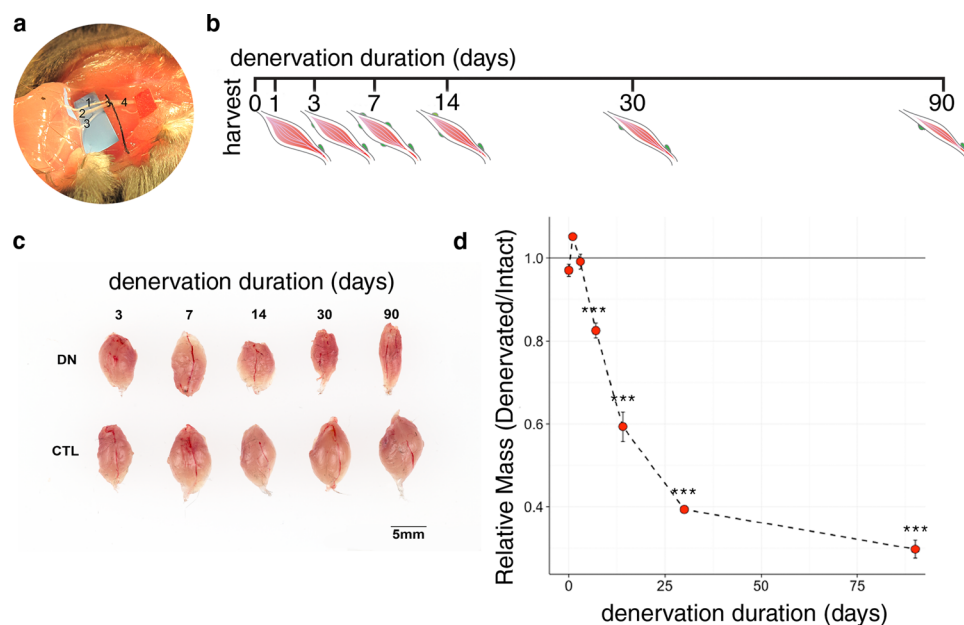 a
1
3
4
2
3
b
denervation duration (days)
harvest
0 1 3 7 14 30 90
c
denervation duration (days)
3 7 14 30 90
DN
CTL
5mm
d
Relative Mass (Denervated/Intact)
1.0
0.8
0.6
0.4
***
***
***
***
0 25 50 75
denervation duration (days)